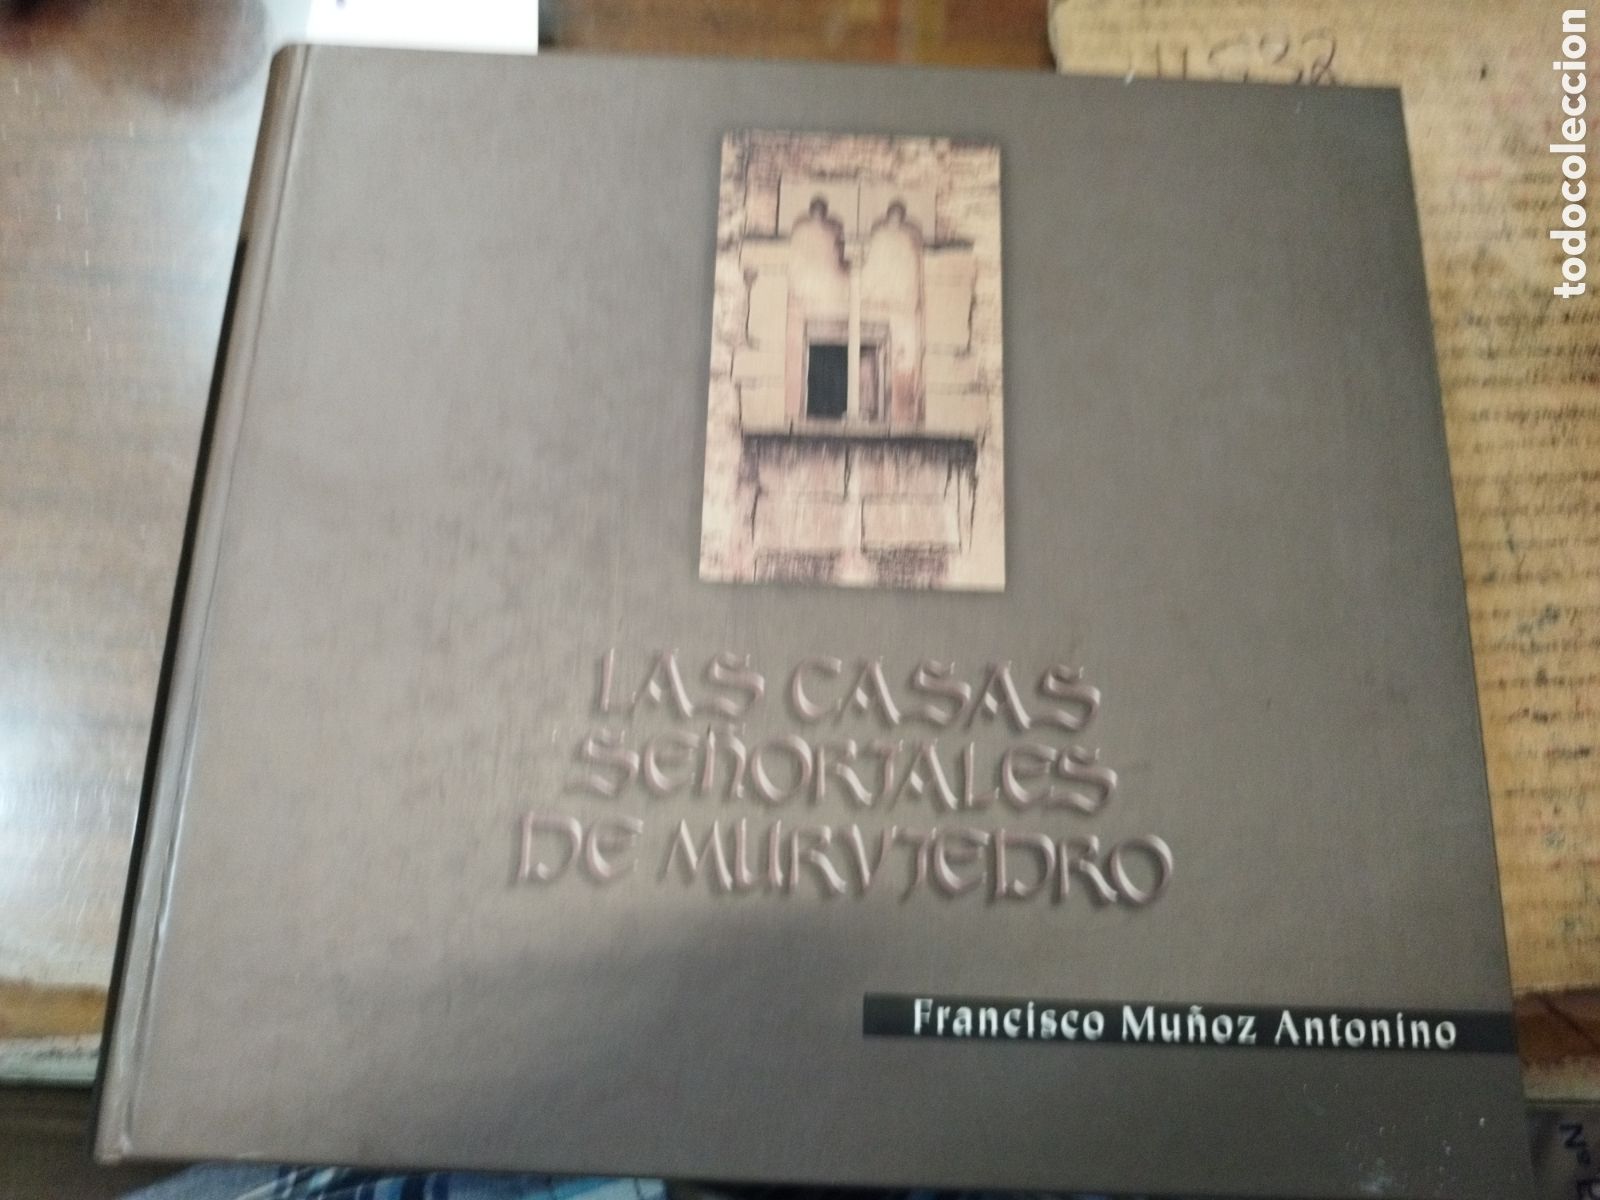 LAS CASAS
SEÑORIALES
DE MURVIEDRO
Francisco Muñoz Antonino
todocoleccion